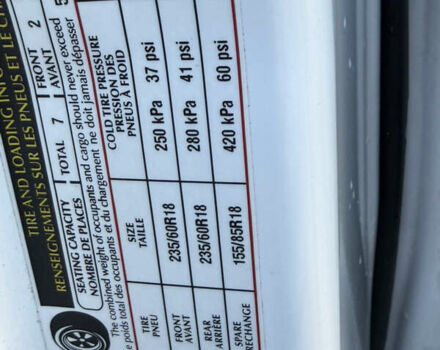 TIRE AND LOADING
RENSEIGNEMENTS SUR LES PNEUS ET LE
SEATING CAPACITY TOTAL 7 FRONT 2
NOMBRE DE PLACES AVANT
The combined weight of occupants and cargo should never exceed
poids total des occupants et du chargement ne doit jamais dépasser
TIRE SIZE COLD TIRE PRESSURE
PNEU TAILLE PRESSION DES
PNEUS À FROID
FRONT 235/60R18 250 kPa 37 psi
AVANT
REAR 235/60R18 280 kPa 41 psi
ARRIÈRE
SPARE 155/85R18 420 kPa 60 psi
RECHANGE